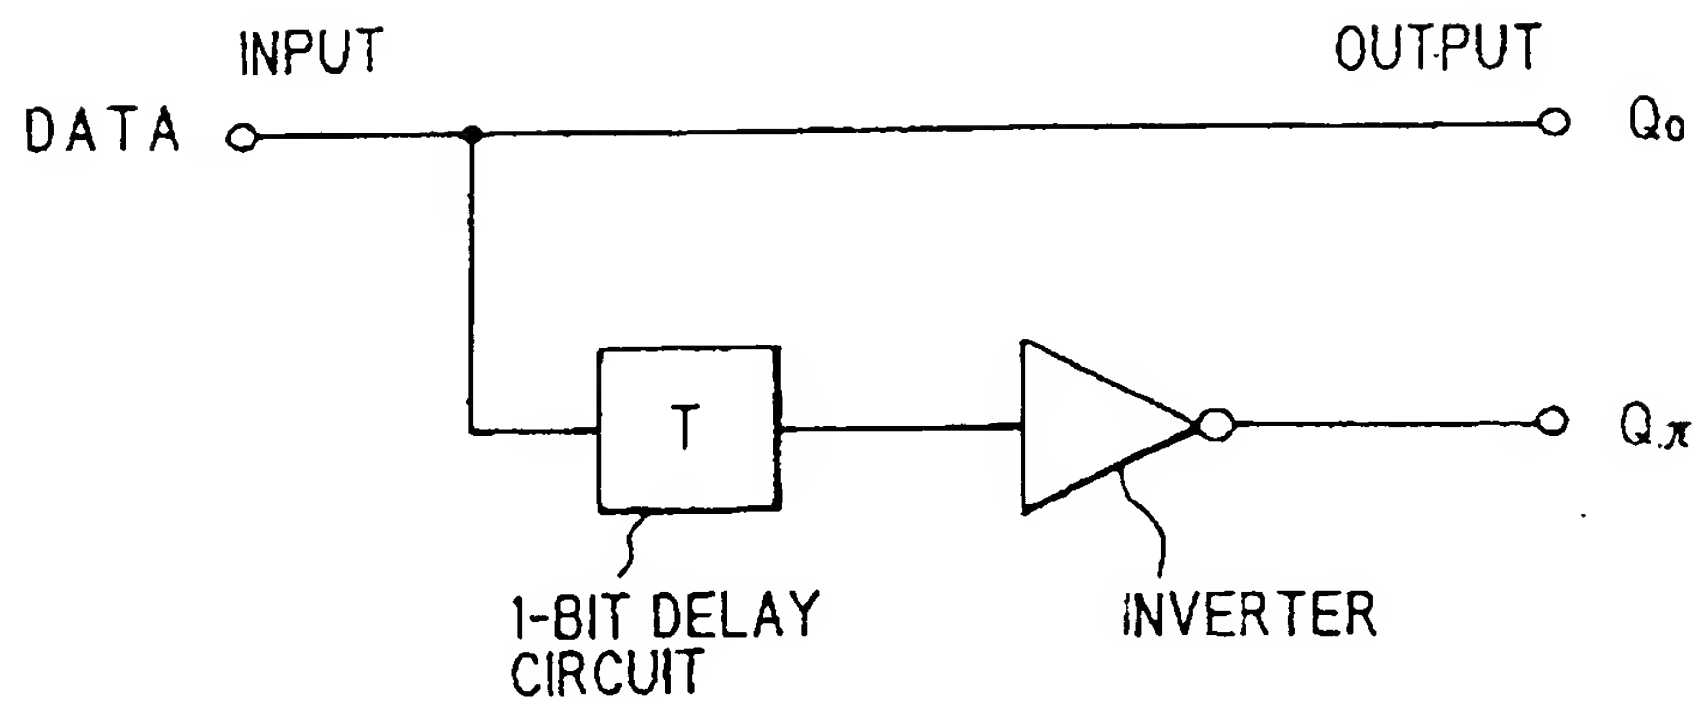 INPUT
OUTPUT
DATA
Q0
T
Qπ
1-BIT DELAY
CIRCUIT
INVERTER